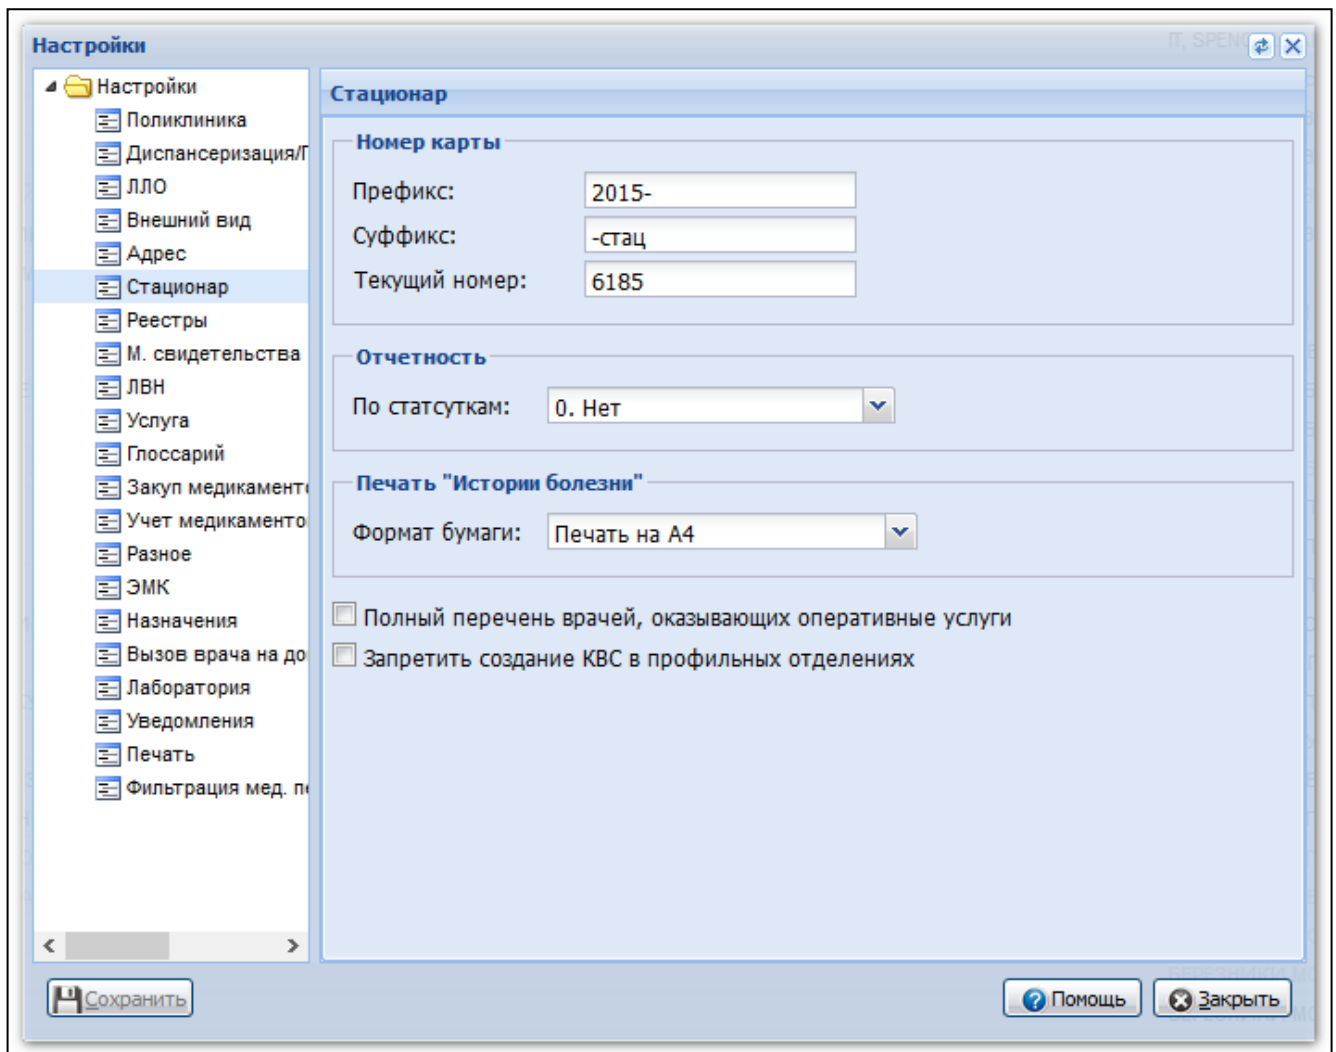 Настройки
Настройки
Поликлиника
Диспансеризация/
ЛЛО
Внешний вид
Адрес
Стационар
Реестры
М. свидетельства
ЛВН
Услуга
Глоссарий
Закуп медикаменто
Учет медикаменто
Разное
ЭМК
Назначения
Вызов врача на до
Лаборатория
Уведомления
Печать
Фильтрация мед. п
Стационар
Номер карты
Префикс: 2015-
Суффикс: -стац
Текущий номер: 6185
Отчетность
По статсуткам: 0. Нет
Печать "Истории болезни"
Формат бумаги: Печать на А4
Полный перечень врачей, оказывающих оперативные услуги
Запретить создание КВС в профильных отделениях
Сохранить
Помощь
Закрыть